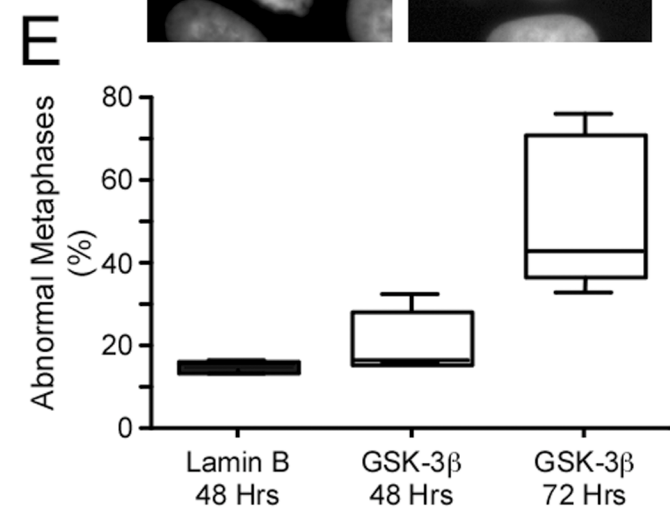 E
Abnormal Metaphases
(%)
80
60
40
20
0
Lamin B
48 Hrs
GSK-3β
48 Hrs
GSK-3β
72 Hrs